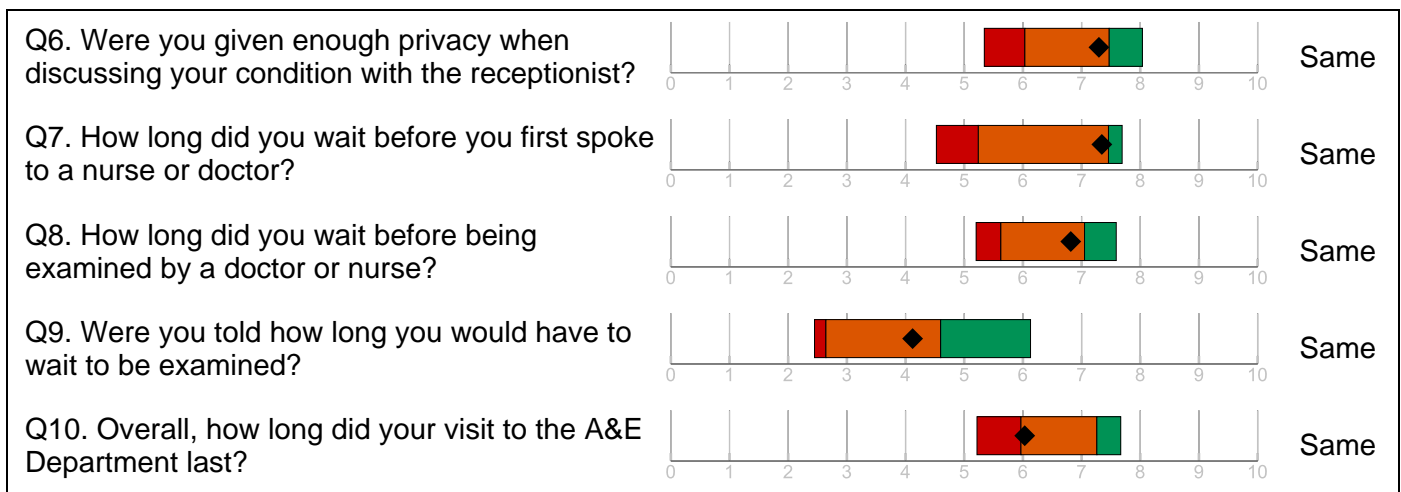 Q6. Were you given enough privacy when
discussing your condition with the receptionist?
0 1 2 3 4 5 6 7 8 9 10
Same
Q7. How long did you wait before you first spoke
to a nurse or doctor?
0 1 2 3 4 5 6 7 8 9 10
Same
Q8. How long did you wait before being
examined by a doctor or nurse?
0 1 2 3 4 5 6 7 8 9 10
Same
Q9. Were you told how long you would have to
wait to be examined?
0 1 2 3 4 5 6 7 8 9 10
Same
Q10. Overall, how long did your visit to the A&E
Department last?
0 1 2 3 4 5 6 7 8 9 10
Same